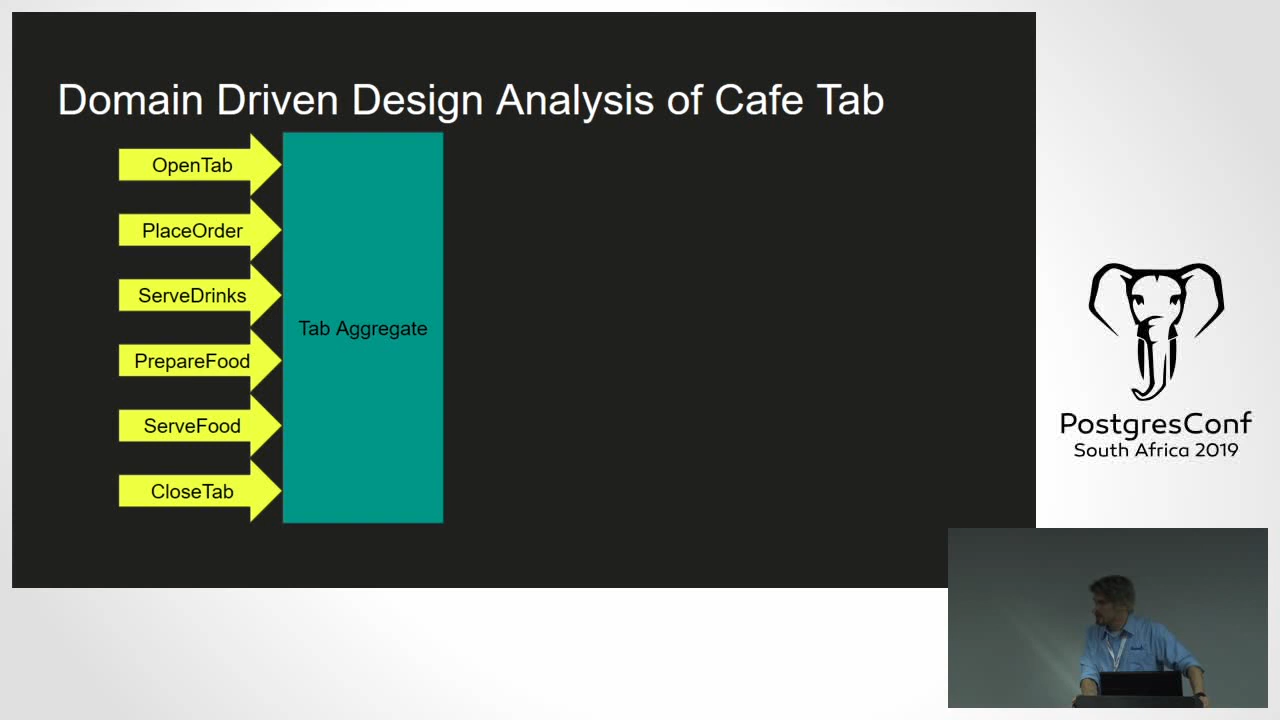 Domain Driven Design Analysis of Cafe Tab
OpenTab
PlaceOrder
ServeDrinks
PrepareFood
ServeFood
CloseTab
Tab Aggregate
PostgresConf
South Africa 2019